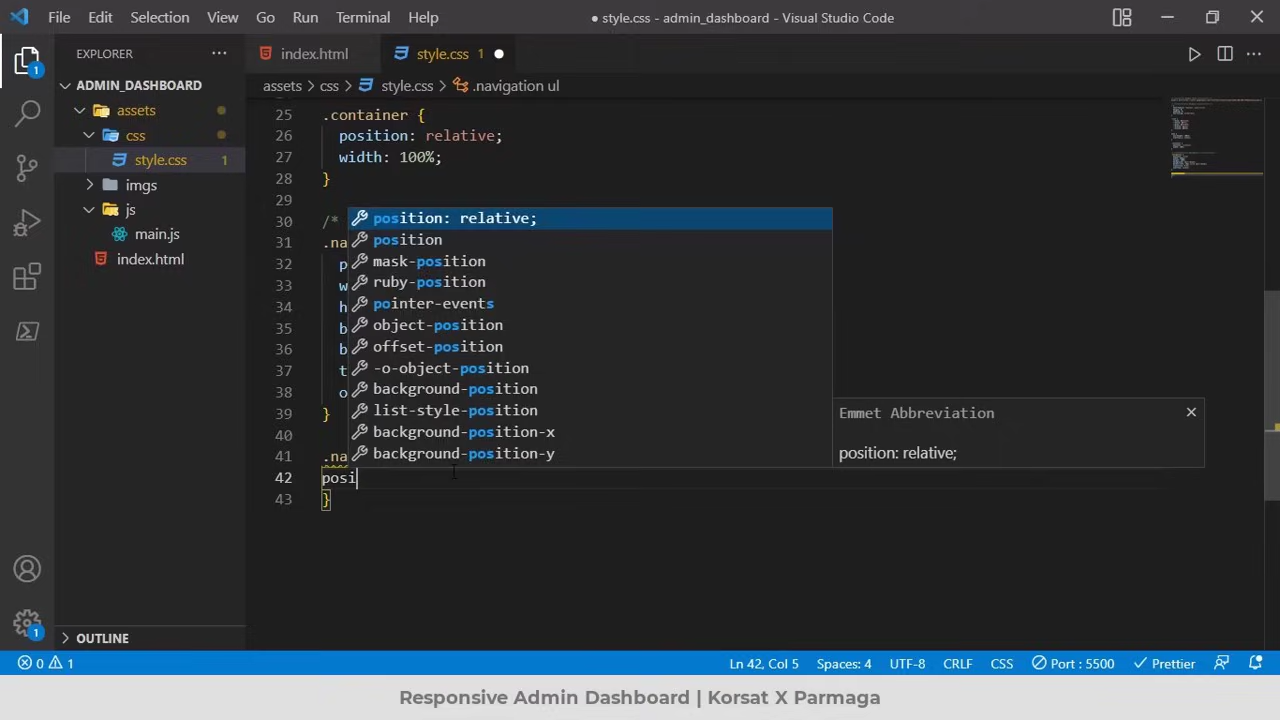 File Edit Selection View Go Run Terminal Help
● style.css - admin_dashboard - Visual Studio Code
EXPLORER
ADMIN_DASHBOARD
assets
css
style.css 1
imgs
js
main.js
index.html
OUTLINE
1
1
index.html style.css 1
assets > css > style.css > .navigation ul
25 .container {
26 position: relative;
27 width: 100%;
28 }
29
30 /*
31 .na
32 p
33 w
34 h
35 b
36 b
37 t
38 o
39 }
40
41 .na
42 posi
43 }
position: relative;
position
mask-position
ruby-position
pointer-events
object-position
offset-position
-o-object-position
background-position
list-style-position
background-position-x
background-position-y
Emmet Abbreviation
position: relative;
0 1 Ln 42, Col 5 Spaces: 4 UTF-8 CRLF CSS Port : 5500 Prettier
Responsive Admin Dashboard | Korsat X Parmaga